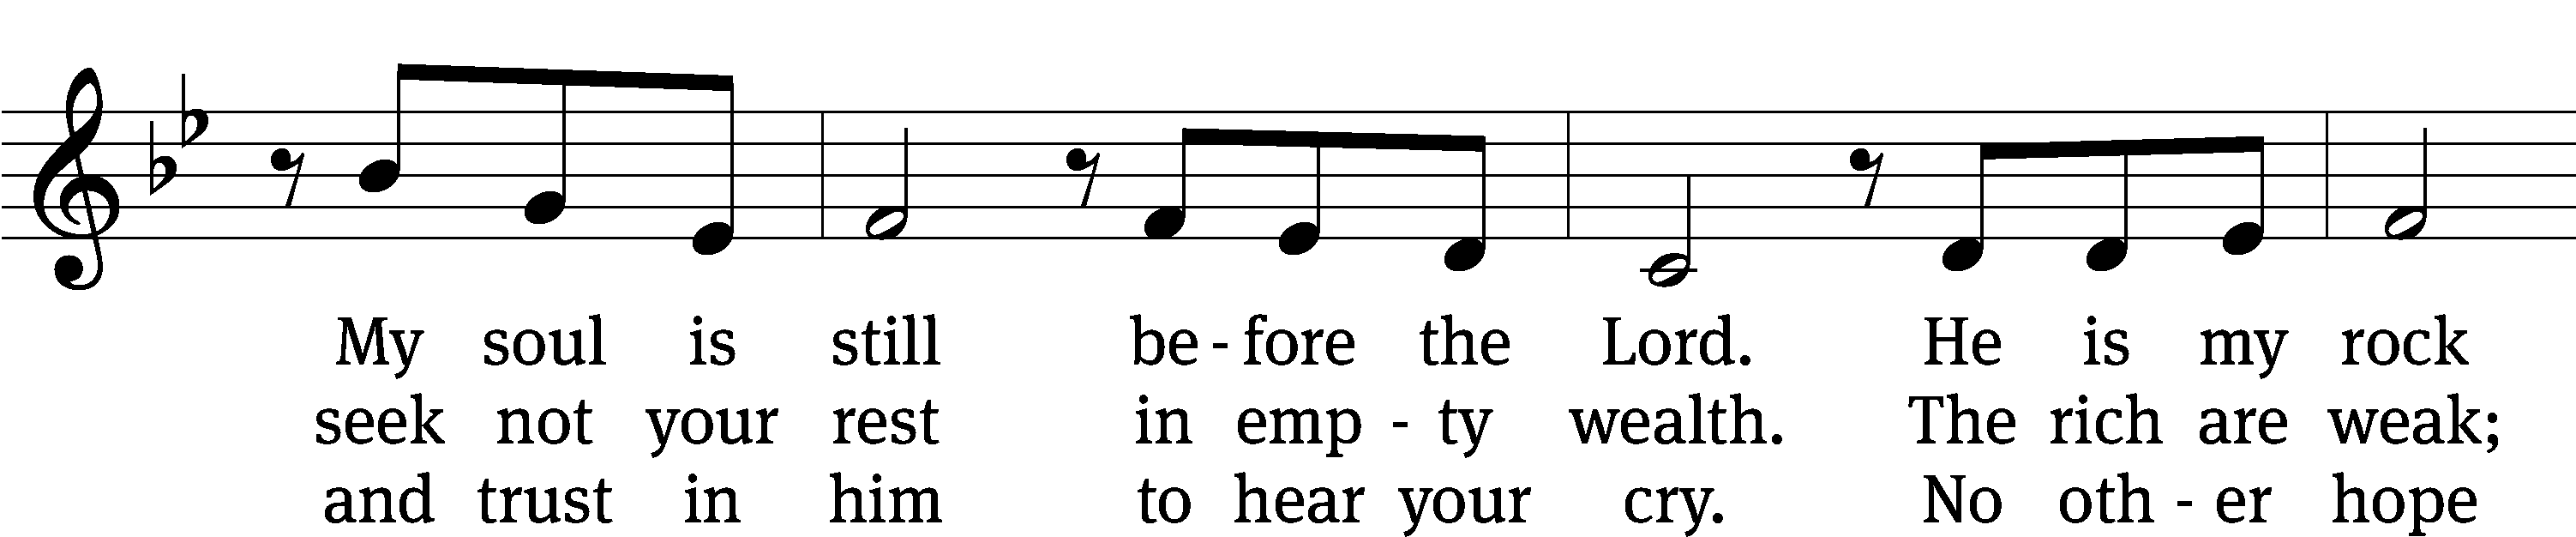 My soul is still be - fore the Lord. He is my rock
seek not your rest in emp - ty wealth. The rich are weak;
and trust in him to hear your cry. No oth - er hope